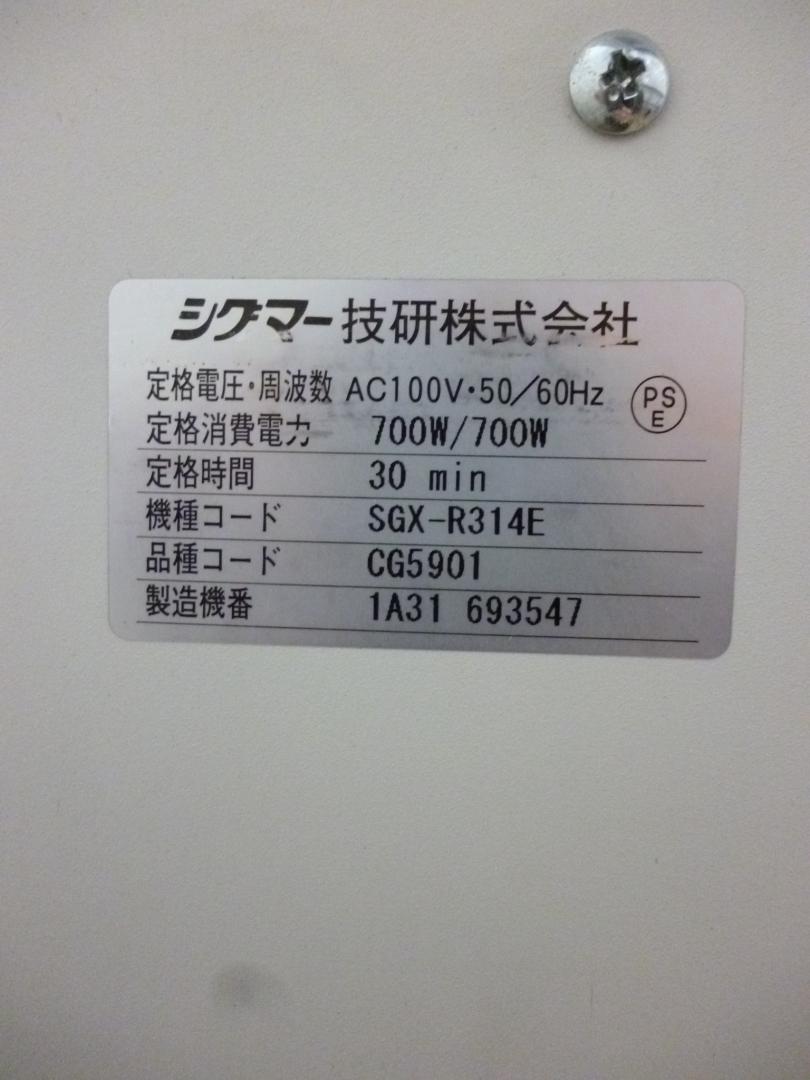 シグマー技研株式会社
定格電圧・周波数 AC100V・50/60Hz
PS
E
定格消費電力 700W/700W
定格時間 30 min
機種コード SGX-R314E
品種コード CG5901
製造機番 1A31 693547